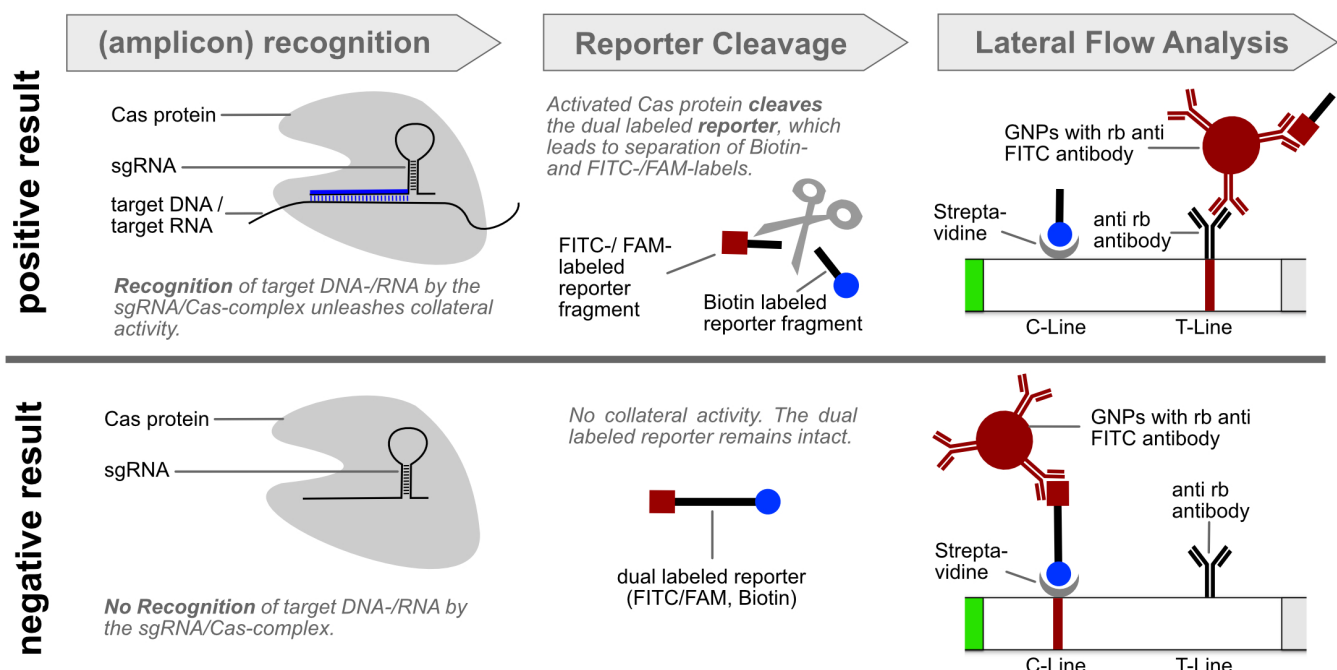 (amplicon) recognition
Reporter Cleavage
Lateral Flow Analysis
positive result
Cas protein
sgRNA
target DNA /
target RNA
Recognition of target DNA-/RNA by the
sgRNA/Cas-complex unleashes collateral
activity.
Activated Cas protein cleaves
the dual labeled reporter, which
leads to separation of Biotin-
and FITC-/FAM-labels.
FITC-/ FAM-
labeled
reporter
fragment
Biotin labeled
reporter fragment
GNPs with rb anti
FITC antibody
Strepta-
vidine
anti rb
antibody
C-Line
T-Line
negative result
Cas protein
sgRNA
No Recognition of target DNA-/RNA by
the sgRNA/Cas-complex.
No collateral activity. The dual
labeled reporter remains intact.
dual labeled reporter
(FITC/FAM, Biotin)
GNPs with rb anti
FITC antibody
anti rb
antibody
Strepta-
vidine
C-Line
T-Line